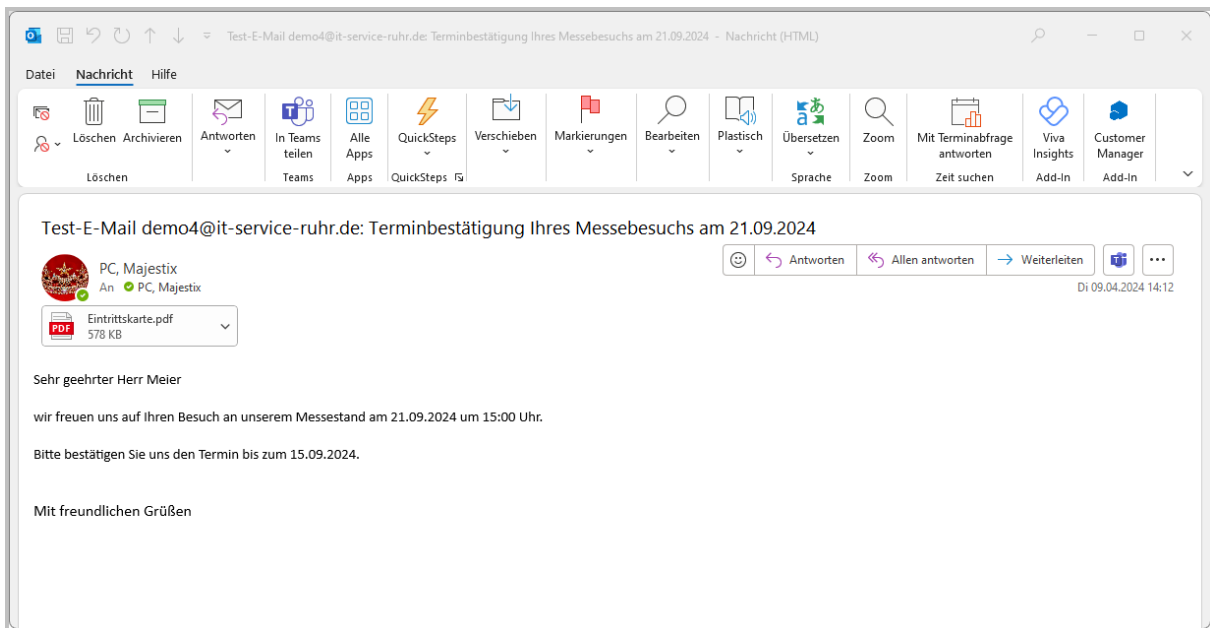 Test-E-Mail demo4@it-service-ruhr.de: Terminbestätigung Ihres Messebesuchs am 21.09.2024 - Nachricht (HTML)
Datei Nachricht Hilfe
Löschen Archivieren Antworten In Teams teilen Alle Apps QuickSteps Verschieben Markierungen Bearbeiten Plastisch Übersetzen Zoom Mit Terminabfrage antworten Viva Insights Customer Manager
Löschen Teams Apps QuickSteps Sprache Zoom Zeit suchen Add-In Add-In
Test-E-Mail demo4@it-service-ruhr.de: Terminbestätigung Ihres Messebesuchs am 21.09.2024
PC, Majestix
An PC, Majestix
Antworten Allen antworten Weiterleiten
Di 09.04.2024 14:12
PDF
Eintrittskarte.pdf
578 KB
Sehr geehrter Herr Meier
wir freuen uns auf Ihren Besuch an unserem Messestand am 21.09.2024 um 15:00 Uhr.
Bitte bestätigen Sie uns den Termin bis zum 15.09.2024.
Mit freundlichen Grüßen